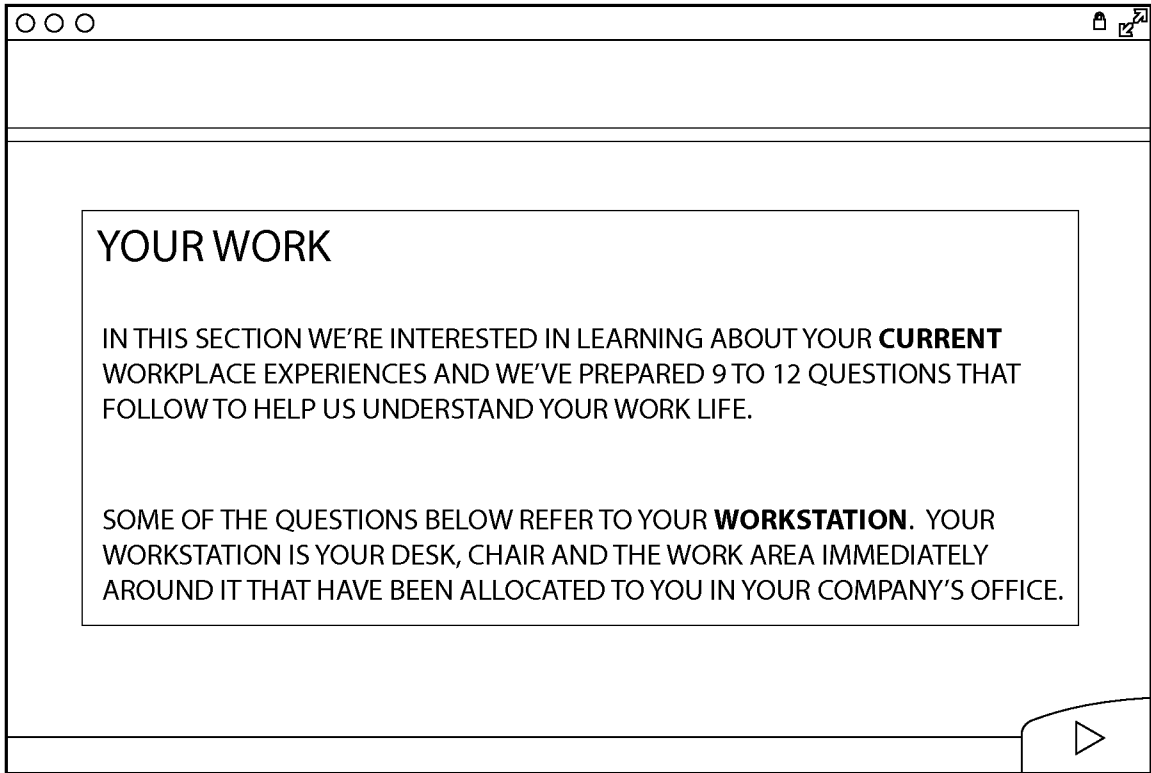 YOUR WORK
IN THIS SECTION WE’RE INTERESTED IN LEARNING ABOUT YOUR CURRENT
WORKPLACE EXPERIENCES AND WE’VE PREPARED 9 TO 12 QUESTIONS THAT
FOLLOW TO HELP US UNDERSTAND YOUR WORK LIFE.
SOME OF THE QUESTIONS BELOW REFER TO YOUR WORKSTATION.  YOUR
WORKSTATION IS YOUR DESK, CHAIR AND THE WORK AREA IMMEDIATELY
AROUND IT THAT HAVE BEEN ALLOCATED TO YOU IN YOUR COMPANY’S OFFICE.